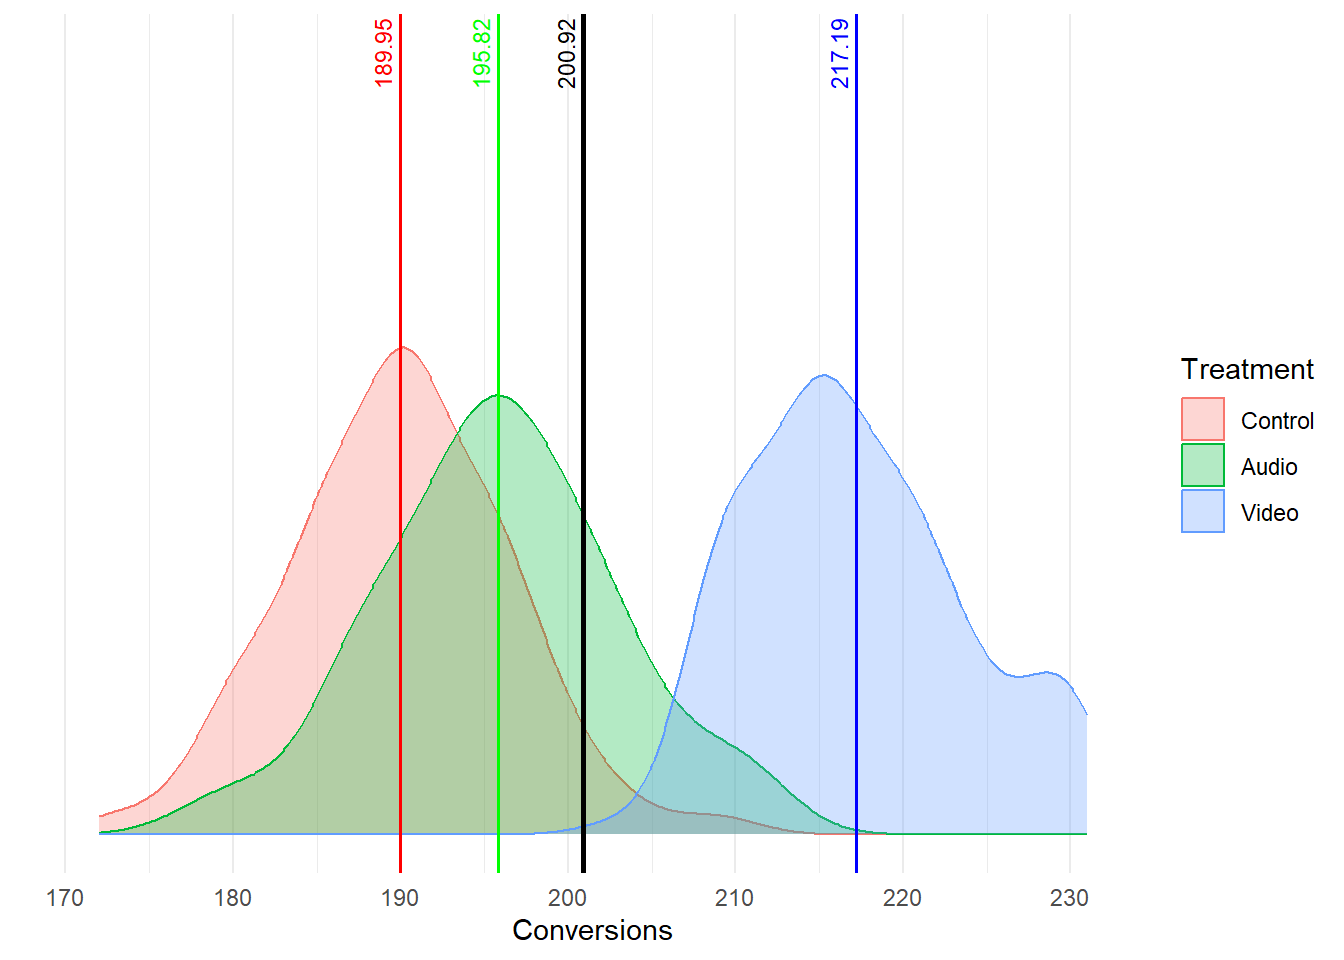 189.95
195.82
200.92
217.19
Treatment
Control
Audio
Video
170 180 190 200 210 220 230
Conversions